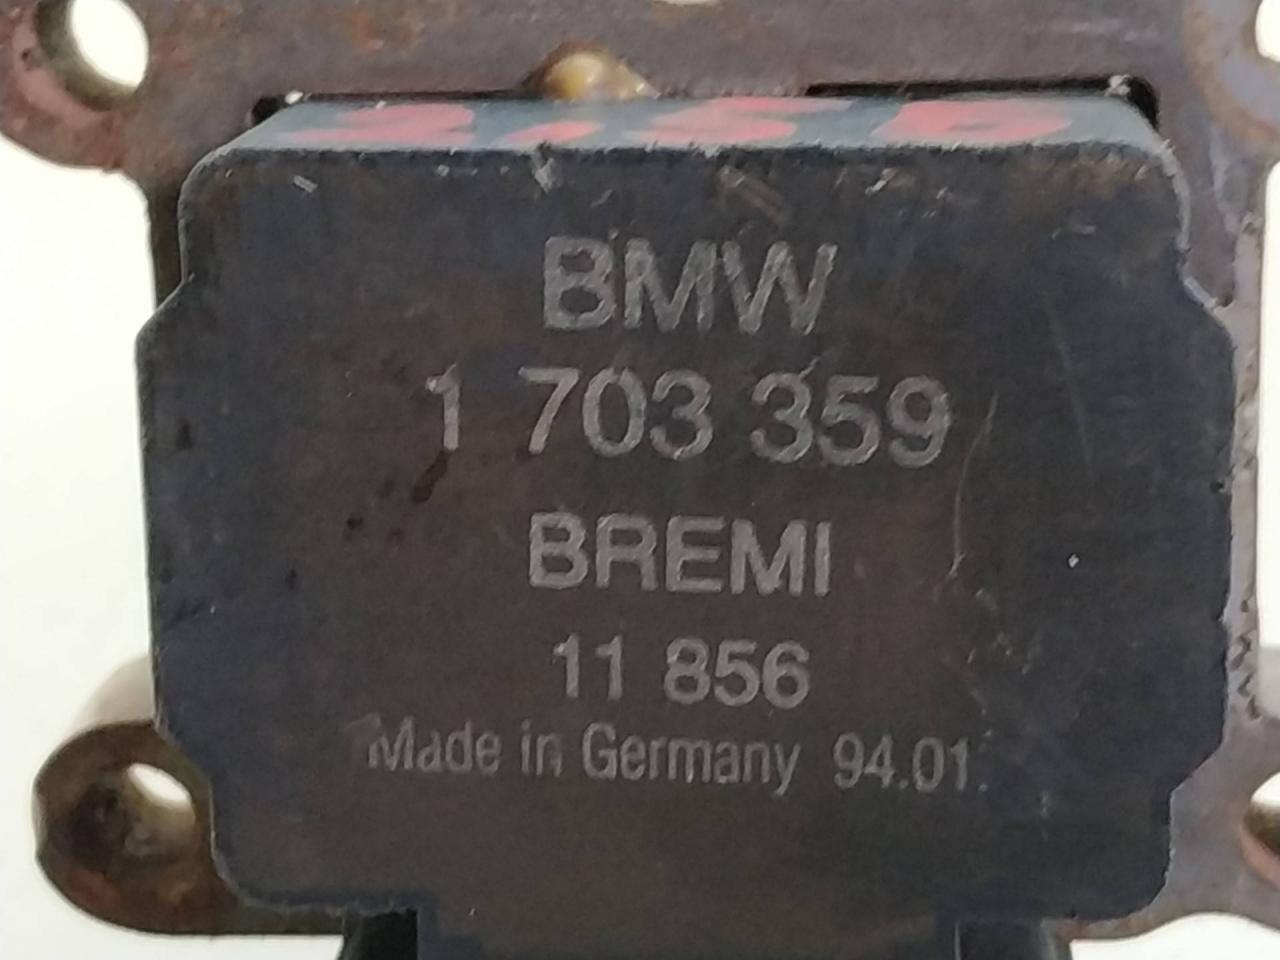 BMW
1 703 359
BREMI
11 856
Made in Germany 94.01.